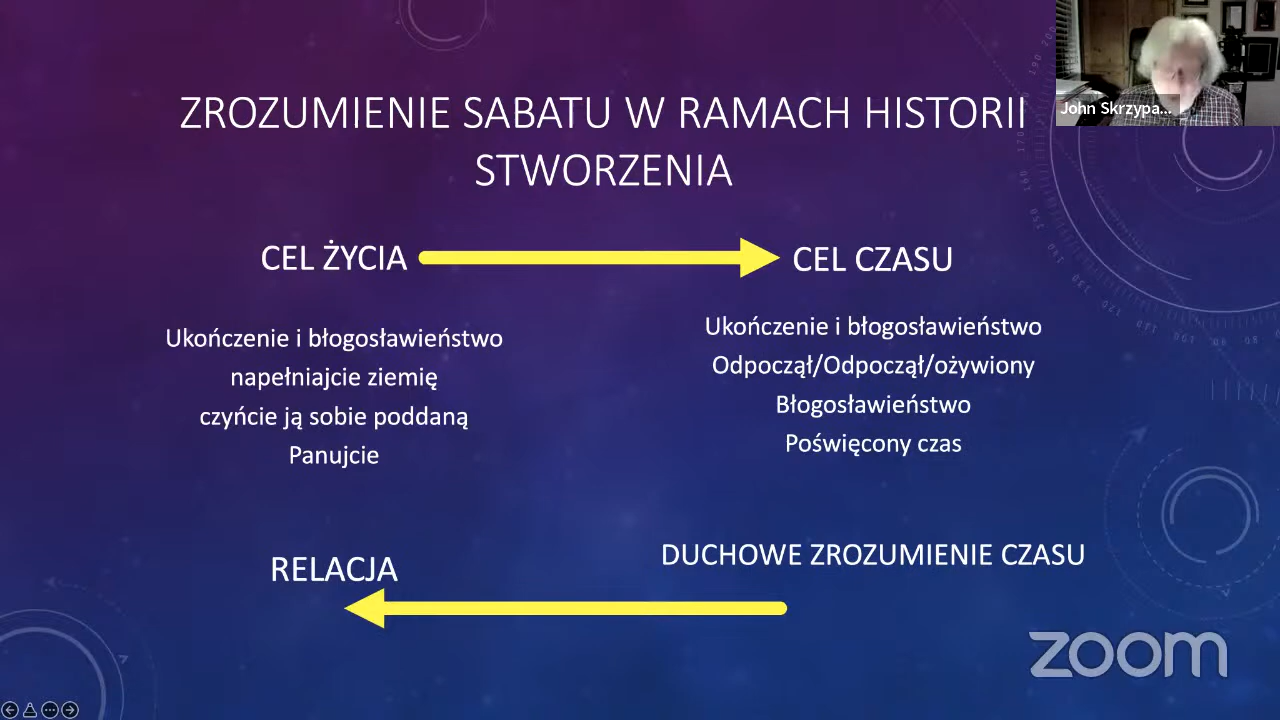 ZROZUMIENIE SABATU W RAMACH HISTORII
STWORZENIA
John Skrzypa...
CEL ŻYCIA
CEL CZASU
Ukończenie i błogosławieństwo
napełniajcie ziemię
czyńcie ją sobie poddaną
Panujcie
Ukończenie i błogosławieństwo
Odpoczął/Odpoczął/ożywiony
Błogosławieństwo
Poświęcony czas
RELACJA
DUCHOWE ZROZUMIENIE CZASU
zoom